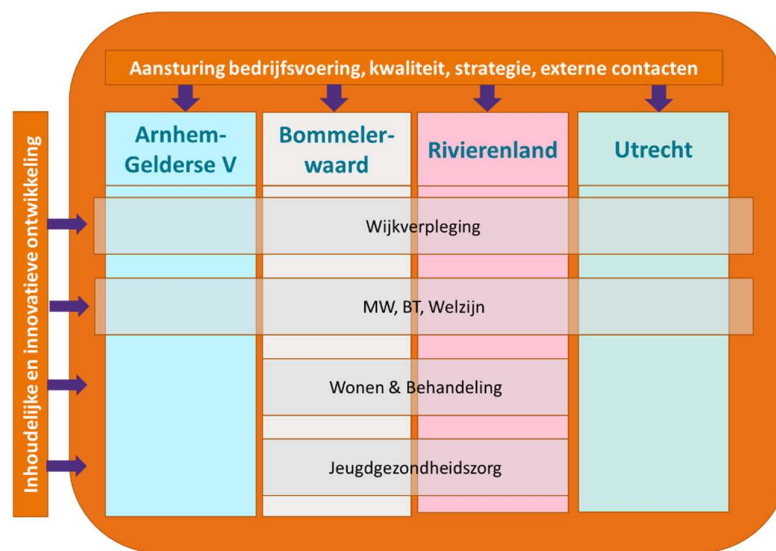 Aansturing bedrijfsvoering, kwaliteit, strategie, externe contacten
Inhoudelijke en innovatieve ontwikkeling
Arnhem-
Gelderse V
Bommeler-
waard
Rivierenland
Utrecht
Wijkverpleging
MW, BT, Welzijn
Wonen & Behandeling
Jeugdgezondheidszorg